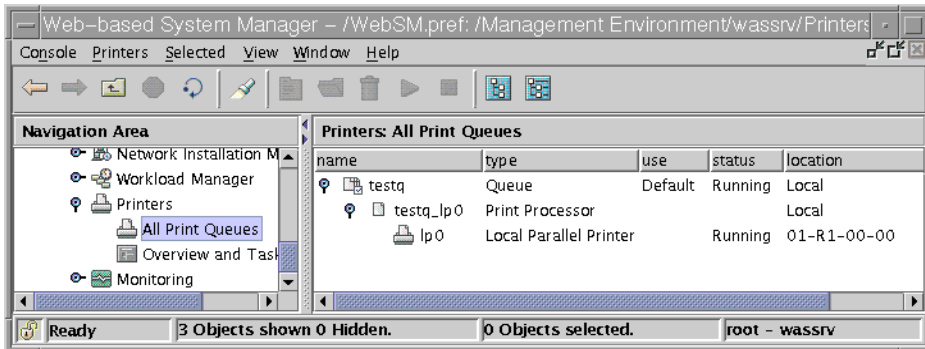 Web-based System Manager - /WebSM.pref: /Management Environment/wassrv/Printers
Console Printers Selected View Window Help
Navigation Area
Printers: All Print Queues
Network Installation M
Workload Manager
Printers
All Print Queues
Overview and Task
Monitoring
name type use status location
testq Queue Default Running Local
testq_lp0 Print Processor Local
lp0 Local Parallel Printer Running 01-R1-00-00
Ready 3 Objects shown 0 Hidden. 0 Objects selected. root - wassrv